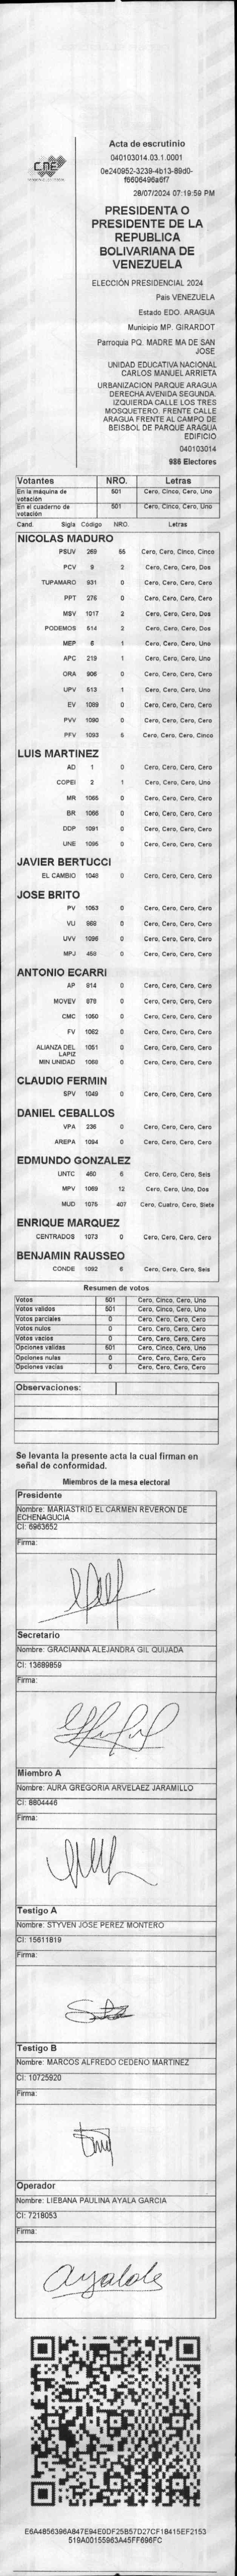 CNE
Acta de escrutinio
040103014.03.1.0001
0e240952-3239-4b13-89d0-
f6606496a6f7
28/07/2024 07:19:59 PM
PRESIDENTA O
PRESIDENTE DE LA
REPUBLICA
BOLIVARIANA DE
VENEZUELA
ELECCIÓN PRESIDENCIAL 2024
Pais VENEZUELA
Estado EDO. ARAGUA
Municipio MP. GIRARDOT
Parroquia PQ. MADRE MA DE SAN
JOSE
UNIDAD EDUCATIVA NACIONAL
CARLOS MANUEL ARRIETA
URBANIZACION PARQUE ARAGUA
DERECHA AVENIDA SEGUNDA.
IZQUIERDA CALLE LOS TRES
MOSQUETERO. FRENTE CALLE
ARAGUA FRENTE AL CAMPO DE
BEISBOL DE PARQUE ARAGUA
EDIFICIO
040103014
986 Electores
Votantes NRO. Letras
En la máquina de votación 501 Cero, Cinco, Cero, Uno
En el cuaderno de votación 501 Cero, Cinco, Cero, Uno
Cand. Sigla Código NRO. Letras
NICOLAS MADURO
PSUV 269 55 Cero, Cero, Cinco, Cinco
PCV 9 2 Cero, Cero, Cero, Dos
TUPAMARO 931 0 Cero, Cero, Cero, Cero
PPT 276 0 Cero, Cero, Cero, Cero
MSV 1017 2 Cero, Cero, Cero, Dos
PODEMOS 514 2 Cero, Cero, Cero, Dos
MEP 6 1 Cero, Cero, Cero, Uno
APC 219 1 Cero, Cero, Cero, Uno
ORA 906 0 Cero, Cero, Cero, Cero
UPV 513 1 Cero, Cero, Cero, Uno
EV 1089 0 Cero, Cero, Cero, Cero
PVV 1090 0 Cero, Cero, Cero, Cero
PFV 1093 5 Cero, Cero, Cero, Cinco
LUIS MARTINEZ
AD 1 0 Cero, Cero, Cero, Cero
COPEI 2 1 Cero, Cero, Cero, Uno
MR 1065 0 Cero, Cero, Cero, Cero
BR 1066 0 Cero, Cero, Cero, Cero
DDP 1091 0 Cero, Cero, Cero, Cero
UNE 1095 0 Cero, Cero, Cero, Cero
JAVIER BERTUCCI
EL CAMBIO 1048 0 Cero, Cero, Cero, Cero
JOSE BRITO
PV 1053 0 Cero, Cero, Cero, Cero
VU 869 0 Cero, Cero, Cero, Cero
UVV 1096 0 Cero, Cero, Cero, Cero
MPJ 458 0 Cero, Cero, Cero, Cero
ANTONIO ECARRI
AP 914 0 Cero, Cero, Cero, Cero
MOVEV 979 0 Cero, Cero, Cero, Cero
CMC 1050 0 Cero, Cero, Cero, Cero
FV 1062 0 Cero, Cero, Cero, Cero
ALIANZA DEL LAPIZ 1051 0 Cero, Cero, Cero, Cero
MIN UNIDAD 1068 0 Cero, Cero, Cero, Cero
CLAUDIO FERMIN
SPV 1049 0 Cero, Cero, Cero, Cero
DANIEL CEBALLOS
VPA 236 0 Cero, Cero, Cero, Cero
AREPA 1094 0 Cero, Cero, Cero, Cero
EDMUNDO GONZALEZ
UNTC 460 6 Cero, Cero, Cero, Seis
MPV 1069 12 Cero, Cero, Uno, Dos
MUD 1075 407 Cero, Cuatro, Cero, Siete
ENRIQUE MARQUEZ
CENTRADOS 1073 0 Cero, Cero, Cero, Cero
BENJAMIN RAUSSEO
CONDE 1092 6 Cero, Cero, Cero, Seis
Resumen de votos
Votos 501 Cero, Cinco, Cero, Uno
Votos validos 501 Cero, Cinco, Cero, Uno
Votos parciales 0 Cero, Cero, Cero, Cero
Votos nulos 0 Cero, Cero, Cero, Cero
Votos vacios 0 Cero, Cero, Cero, Cero
Opciones validas 501 Cero, Cinco, Cero, Uno
Opciones nulas 0 Cero, Cero, Cero, Cero
Opciones vacias 0 Cero, Cero, Cero, Cero
Observaciones:
Se levanta la presente acta la cual firman en
señal de conformidad.
Miembros de la mesa electoral
Presidente
Nombre: MARIASTRID EL CARMEN REVERON DE
ECHENAGUCIA
CI: 6963652
Firma:
Secretario
Nombre: GRACIANNA ALEJANDRA GIL QUIJADA
CI: 13689859
Firma:
Miembro A
Nombre: AURA GREGORIA ARVELAEZ JARAMILLO
CI: 8804446
Firma:
Testigo A
Nombre: STYVEN JOSE PEREZ MONTERO
CI: 15611819
Firma:
Testigo B
Nombre: MARCOS ALFREDO CEDEÑO MARTINEZ
CI: 10725920
Firma:
Operador
Nombre: LIEBANA PAULINA AYALA GARCIA
CI: 7218053
Firma:
E6A4856396A847E94E0DF25B57D27CF18415EF2153
519A00155963A45FF696FC